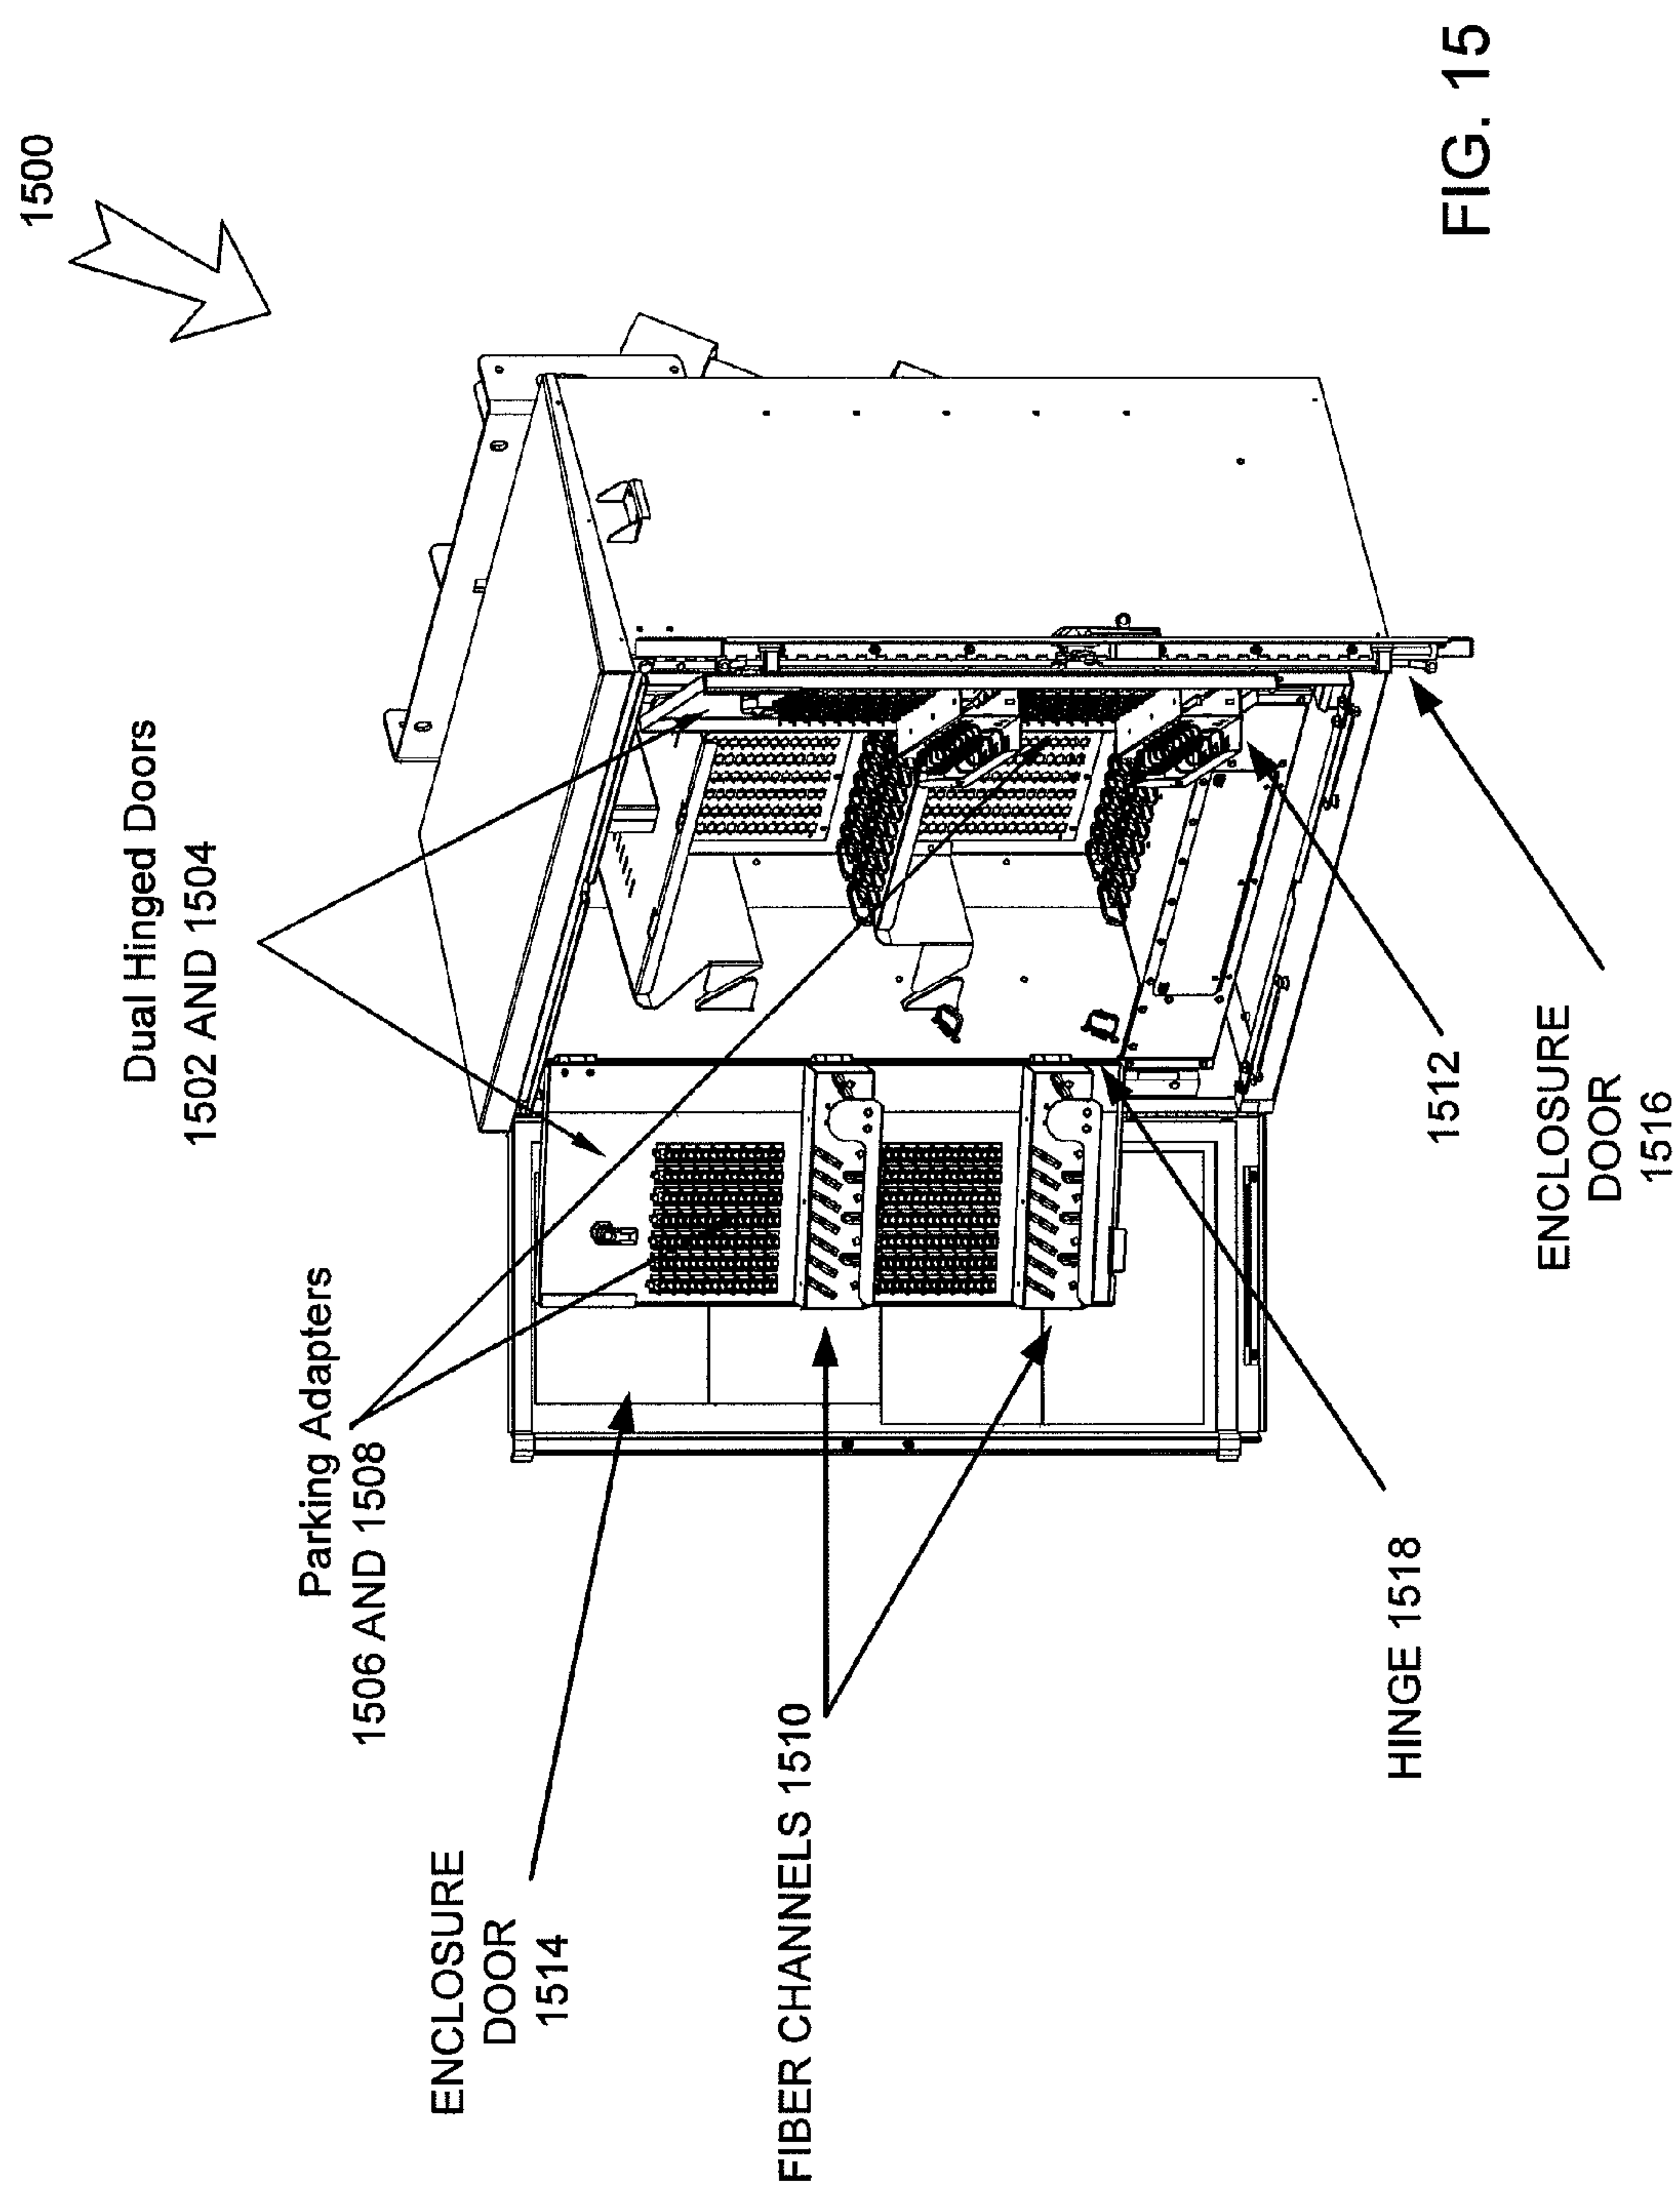 1500
Dual Hinged Doors
1502 AND 1504
Parking Adapters
1506 AND 1508
ENCLOSURE
DOOR
1514
FIBER CHANNELS 1510
HINGE 1518
1512
ENCLOSURE
DOOR
1516
FIG. 15